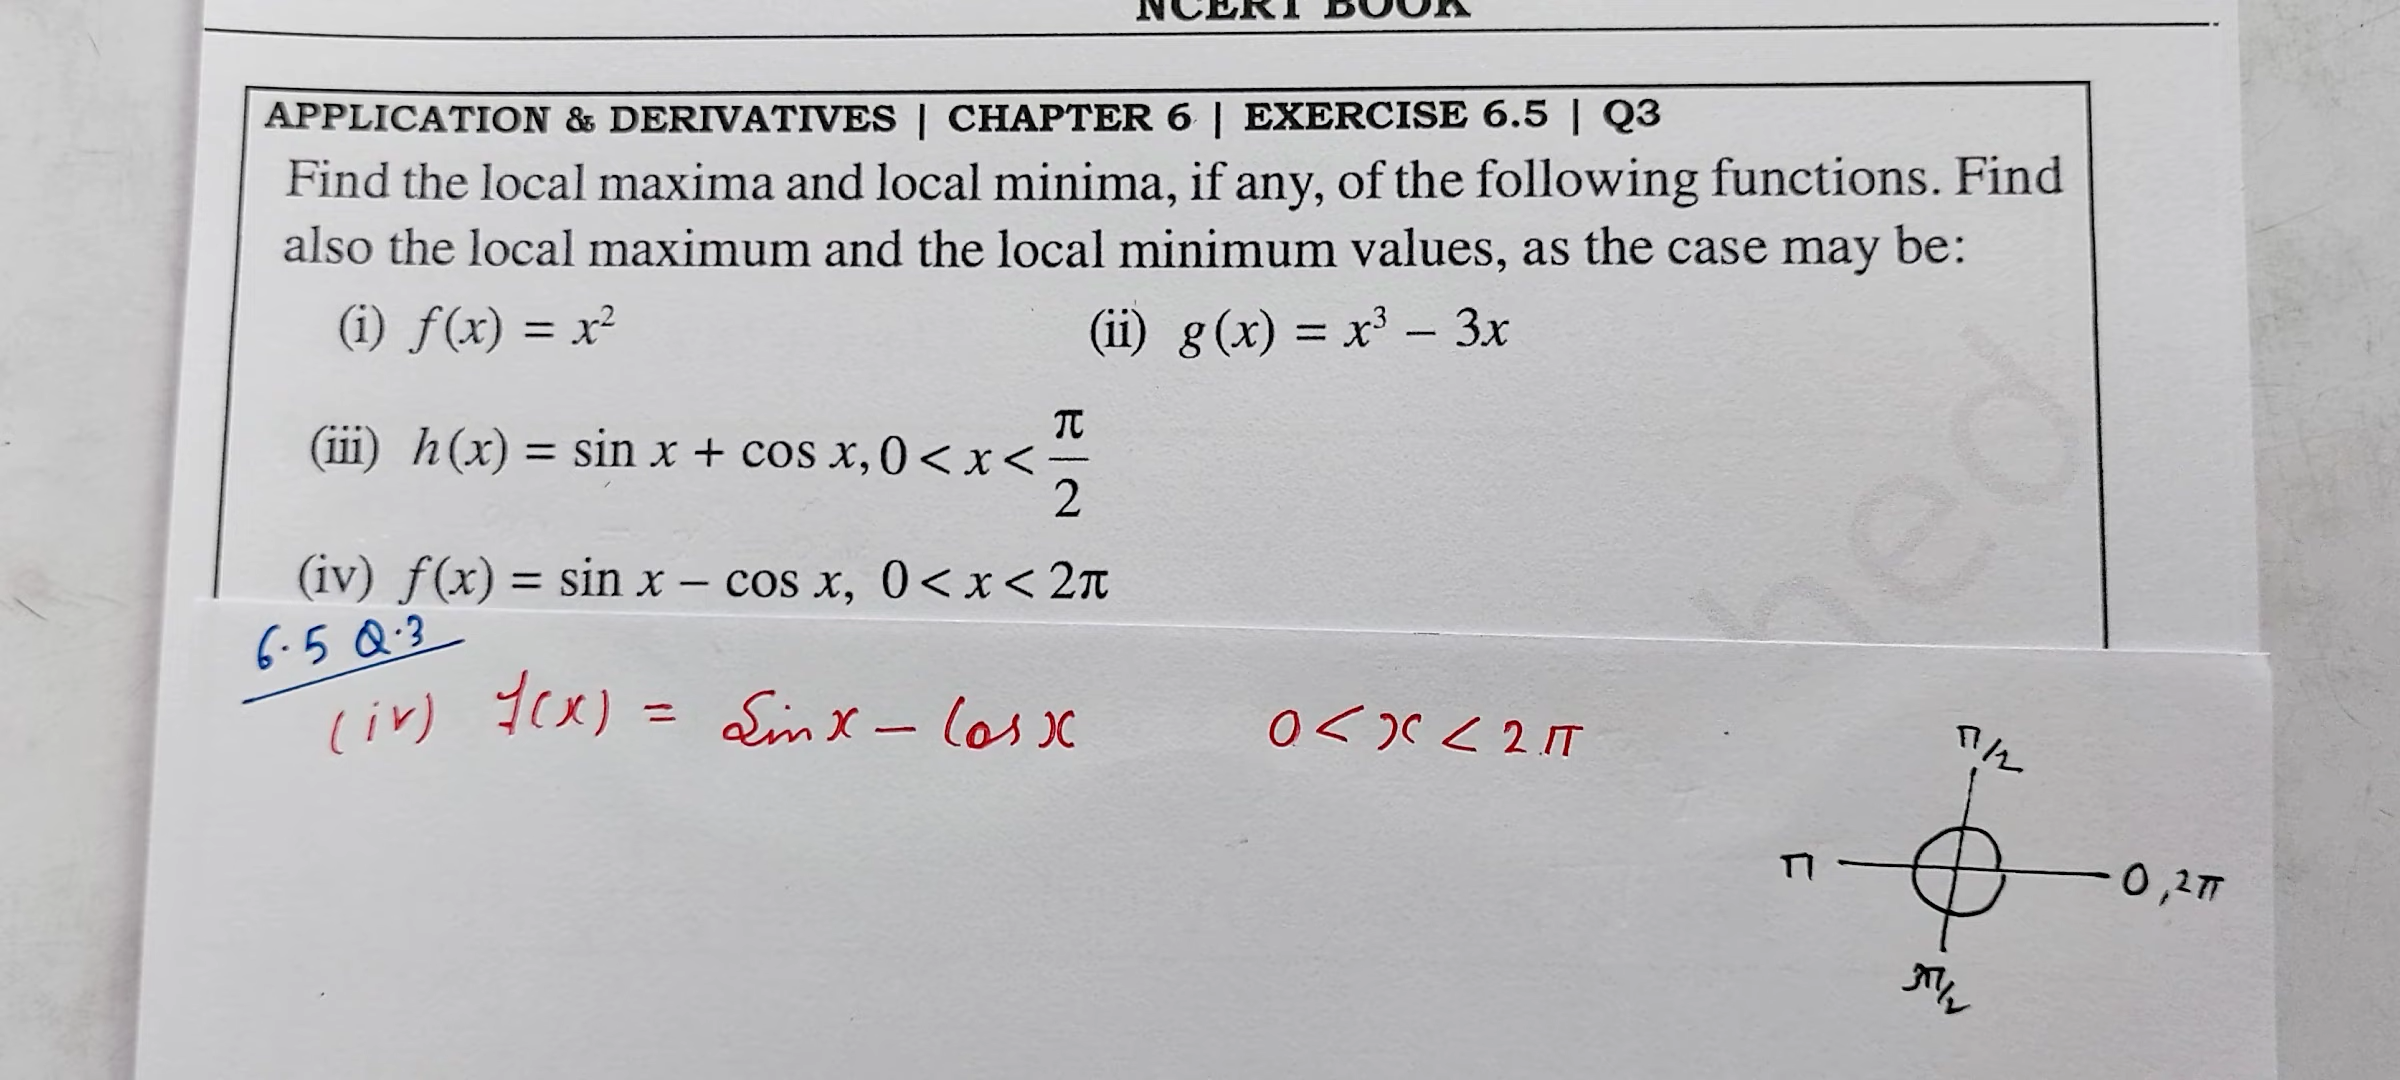 NCERT BOOK
APPLICATION & DERIVATIVES | CHAPTER 6 | EXERCISE 6.5 | Q3
Find the local maxima and local minima, if any, of the following functions. Find
also the local maximum and the local minimum values, as the case may be:
(i) f(x) = x²
(ii) g(x) = x³ – 3x
(iii) h(x) = sin x + cos x, 0 < x < π/2
(iv) f(x) = sin x – cos x, 0 < x < 2π
hed
6.5 Q.3
(iv) f(x) = Sin x – Cos x 0 < x < 2π
π/2
π 0, 2π
3π/2